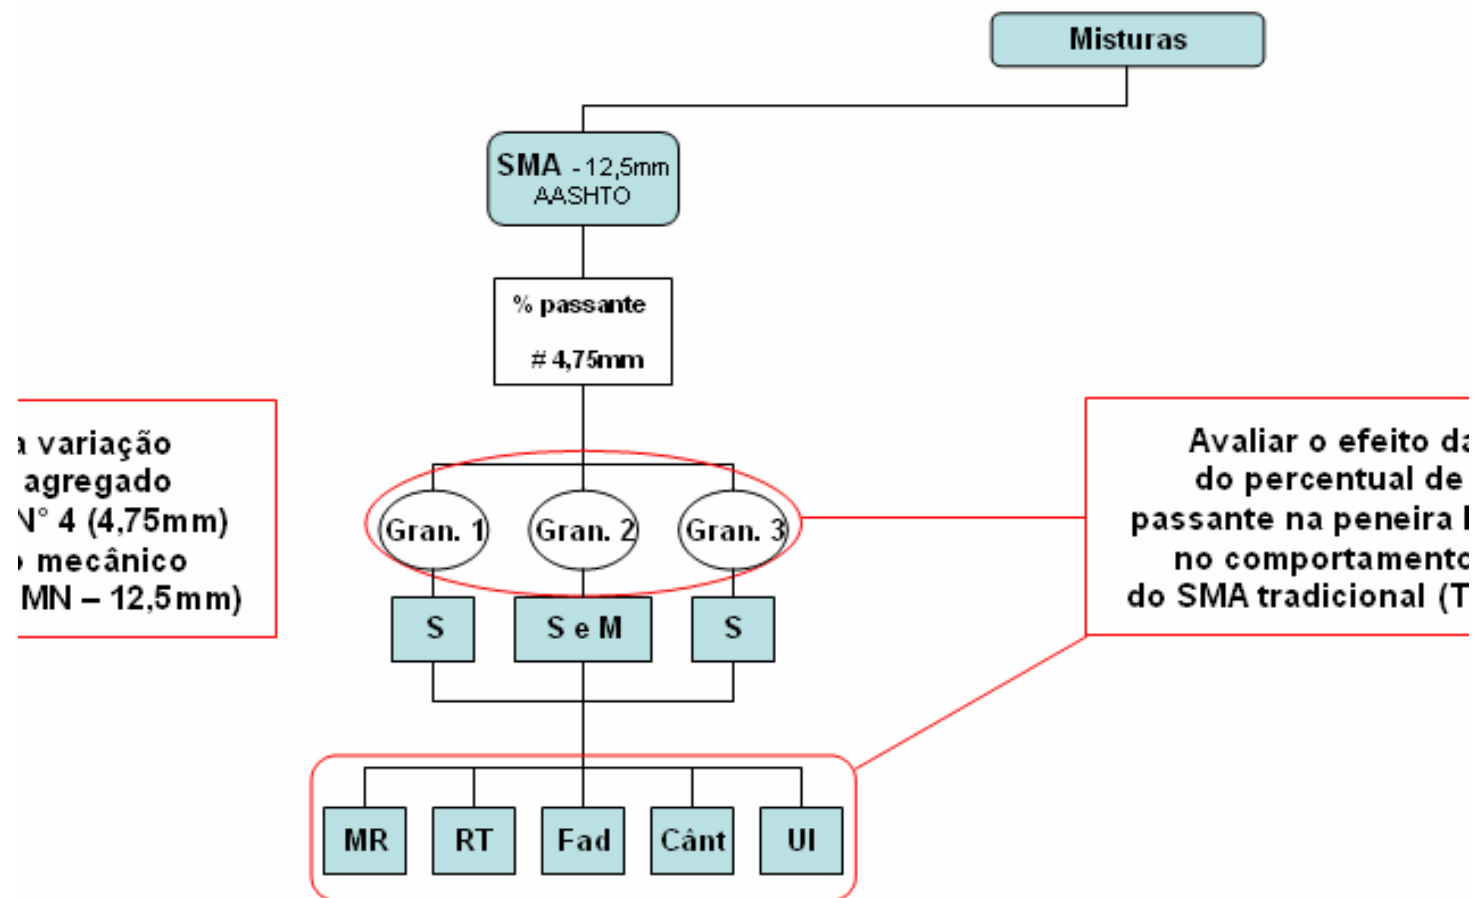 Misturas
SMA - 12,5mm
AASHTO
% passante
# 4,75mm
a variação
agregado
N° 4 (4,75mm)
o mecânico
MN – 12,5mm)
Avaliar o efeito da
do percentual de
passante na peneira
no comportamento
do SMA tradicional (T
Gran. 1
Gran. 2
Gran. 3
S
S e M
S
MR
RT
Fad
Cânt
UI